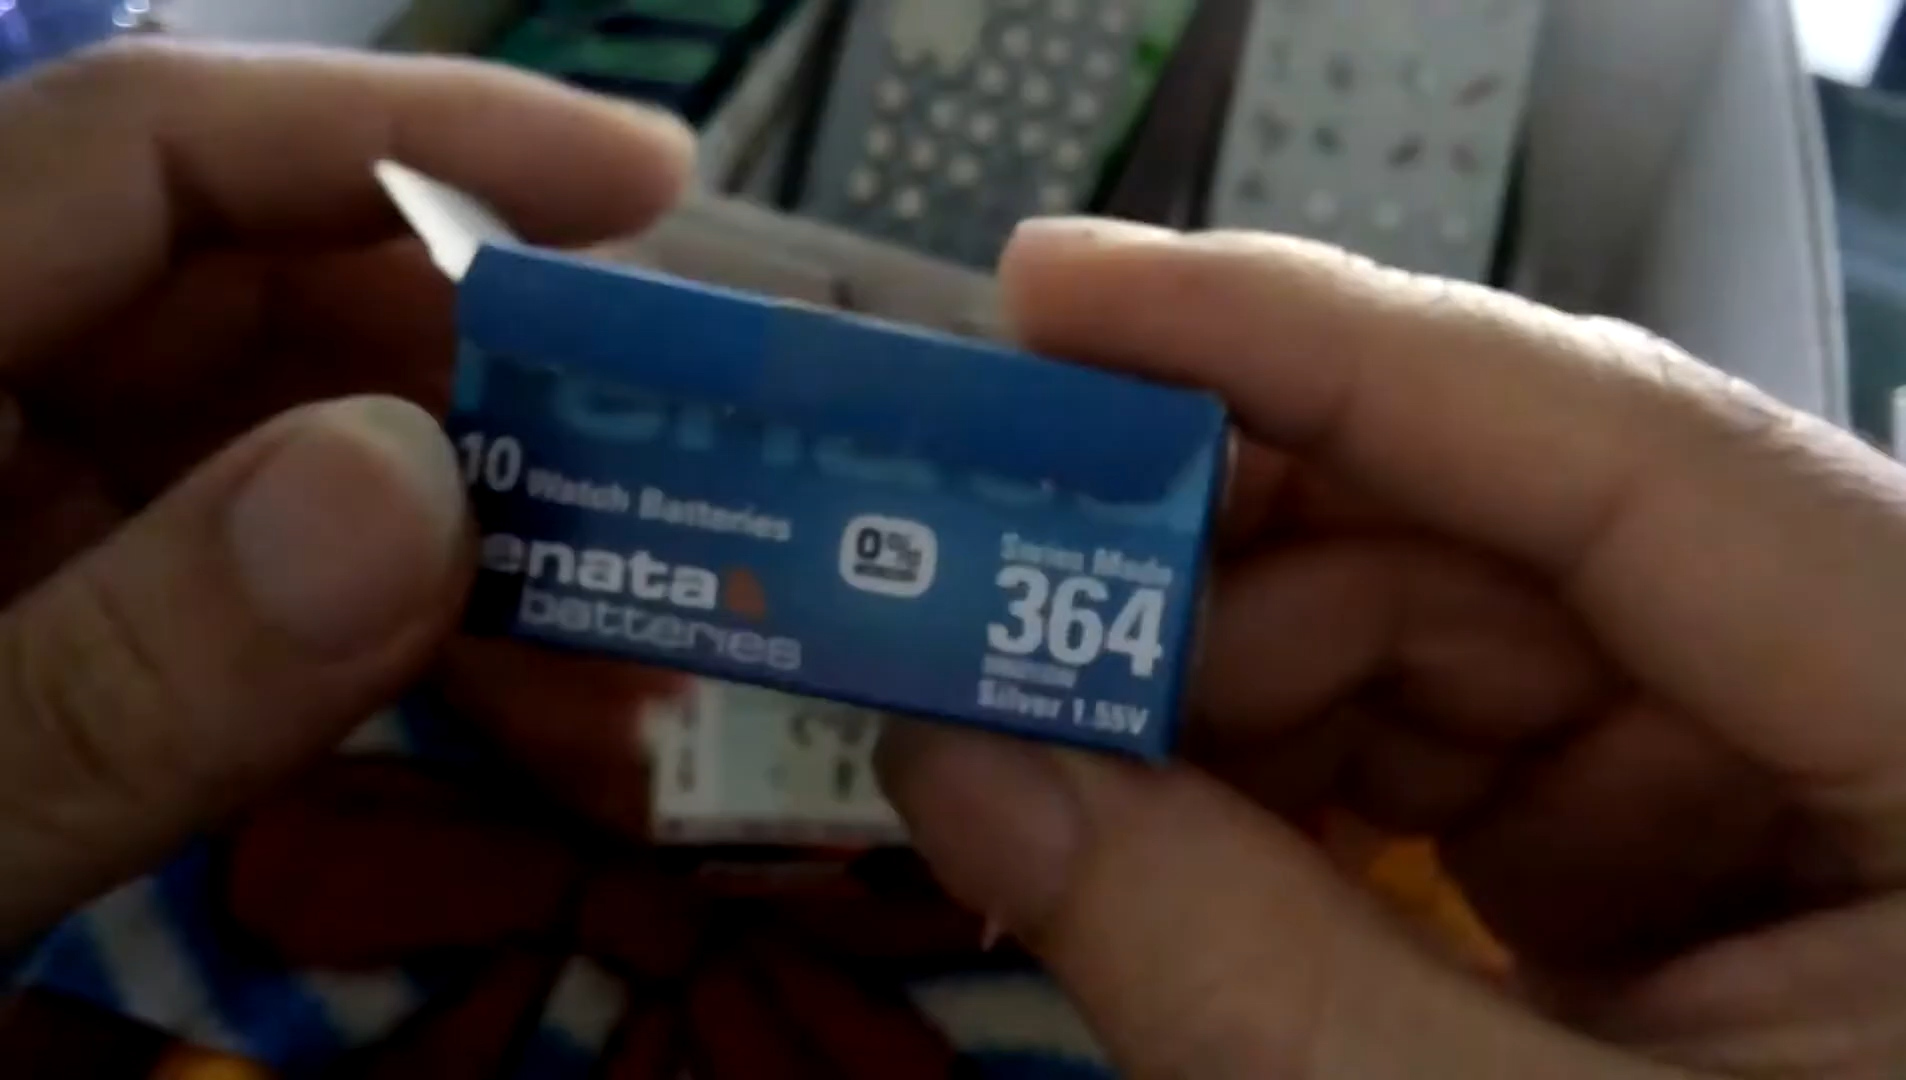 10 Watch Batteries
enata
batteries
0%
Swiss Made
364
Silver 1.55V